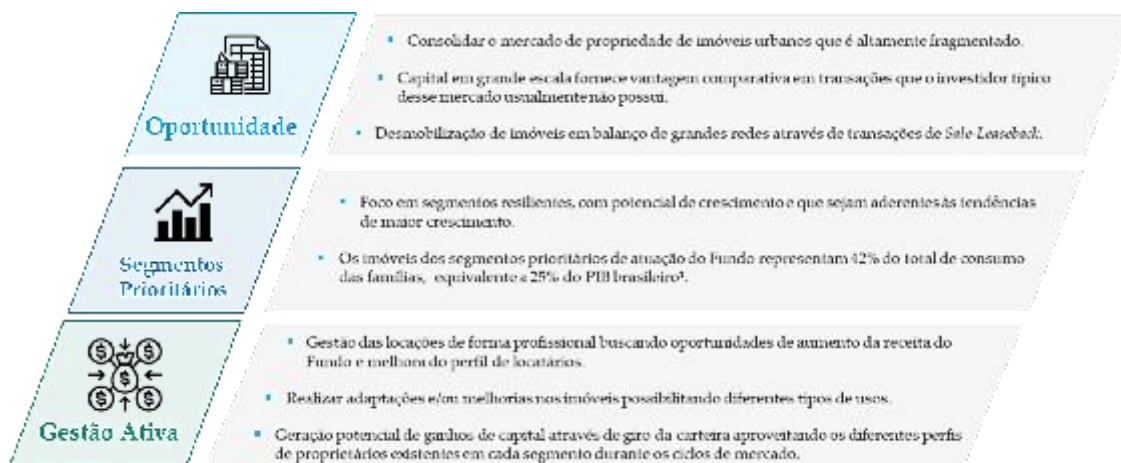 Oportunidade
▪ Consolidar o mercado de propriedade de imóveis urbanos que é altamente fragmentado.
▪ Capital em grande escala fornece vantagem comparativa em transações que o investidor típico
desse mercado usualmente não possui.
▪ Desmobilização de imóveis em balanço de grandes redes através de transações de Sale-Leaseback.
Segmentos
Prioritários
▪ Foco em segmentos resilientes, com potencial de crescimento e que sejam aderentes às tendências
de maior crescimento.
▪ Os imóveis dos segmentos prioritários de atuação do Fundo representam 42% do total de consumo
das famílias, equivalente a 25% do PIB brasileiro¹.
Gestão Ativa
▪ Gestão das locações de forma profissional buscando oportunidades de aumento da receita do
Fundo e melhora do perfil de locatários.
▪ Realizar adaptações e/ou melhorias nos imóveis possibilitando diferentes tipos de usos.
▪ Geração potencial de ganhos de capital através de giro da carteira aproveitando os diferentes perfis
de proprietários existentes em cada segmento durante os ciclos de mercado.